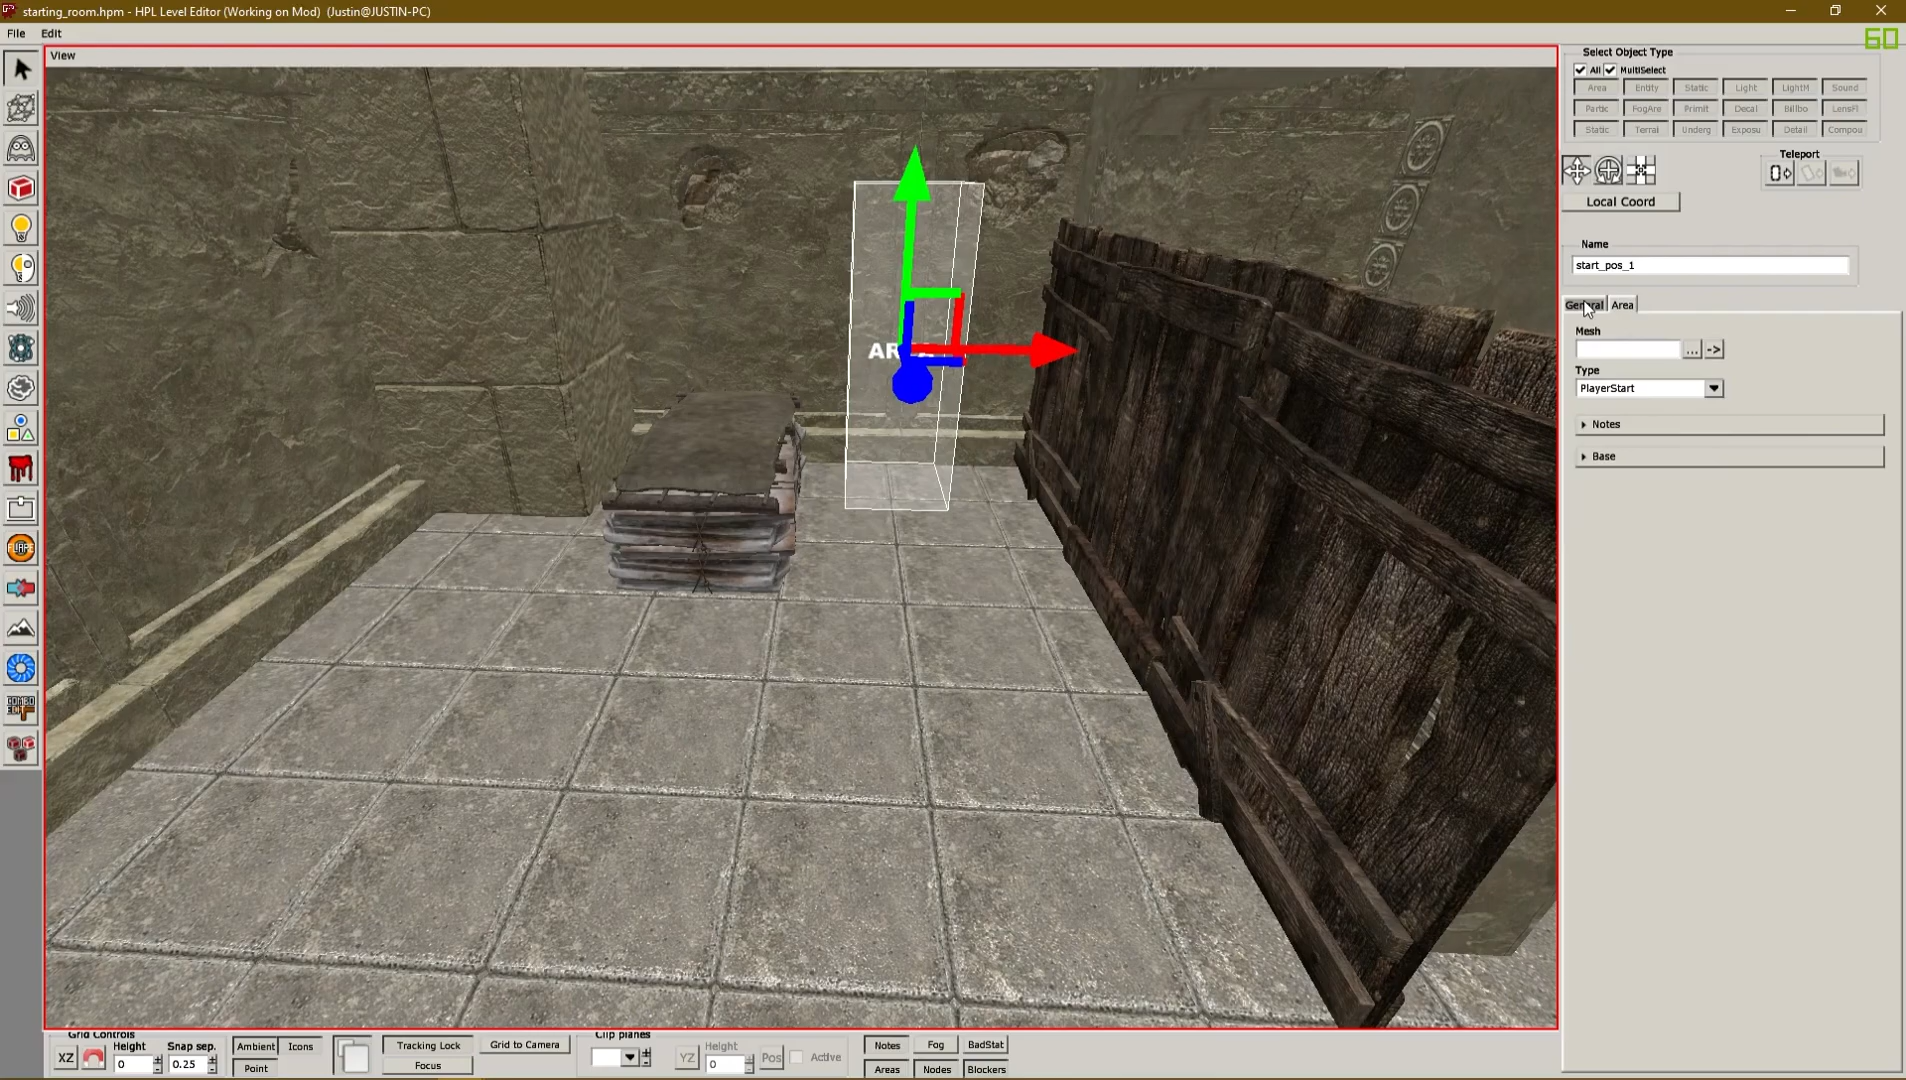 starting_room.hpm - HPL Level Editor (Working on Mod) (Justin@JUSTIN-PC)
File Edit
60
View
Select Object Type
All MultiSelect
Area Entity Static Light LightM Sound
Partic FogAre Primit Decal Billbo LensFl
Static Terrai Underg Exposu Detail Compou
Teleport
Local Coord
Name
start_pos_1
General Area
Mesh
... ->
Type
PlayerStart
Notes
Base
FLARE
COMBO
Grid Controls
XZ
Height
0
Snap sep.
0.25
Ambient Icons
Point
Tracking Lock
Focus
Grid to Camera
Clip planes
YZ
Height
0
Pos
Active
Notes Fog BadStat
Areas Nodes Blockers